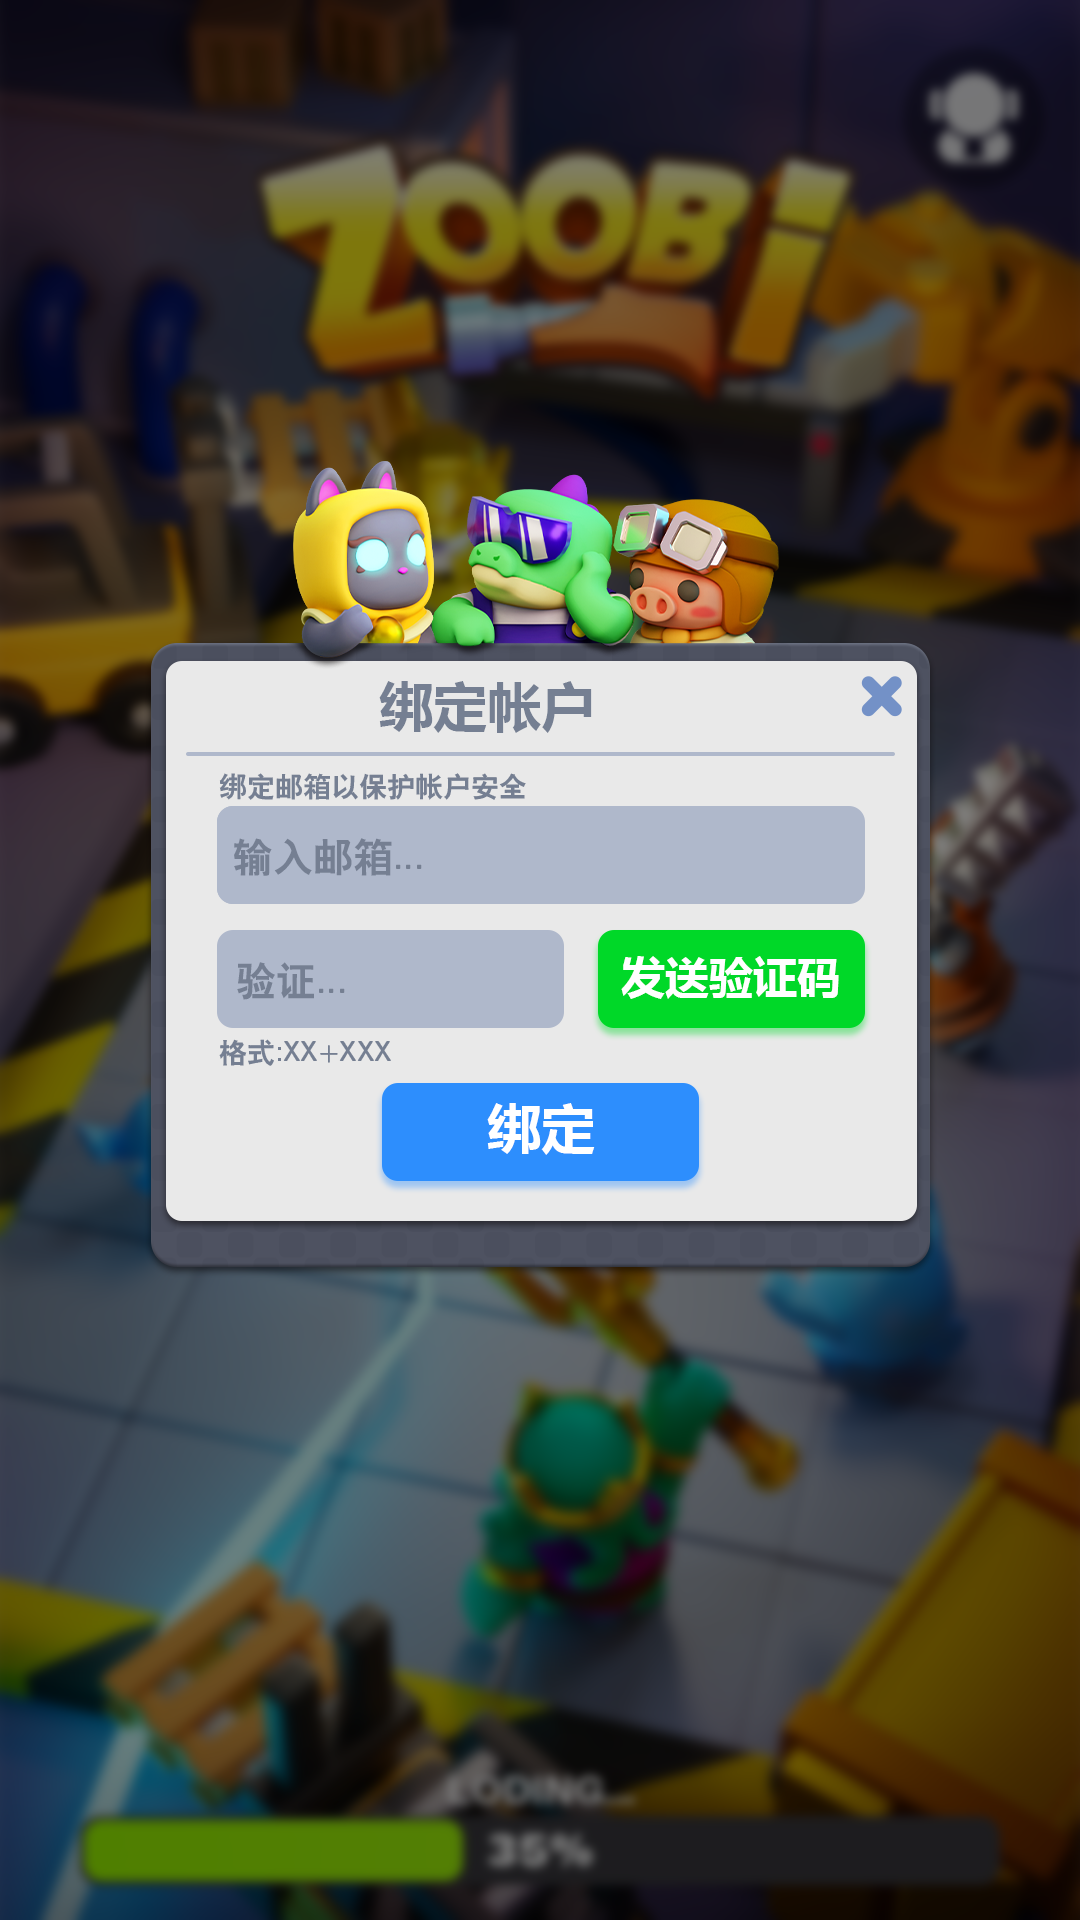 ZOOBI
绑定帐户
绑定邮箱以保护帐户安全
输入邮箱...
验证...
发送验证码
格式:XX+XXX
绑定
LODING...
35%